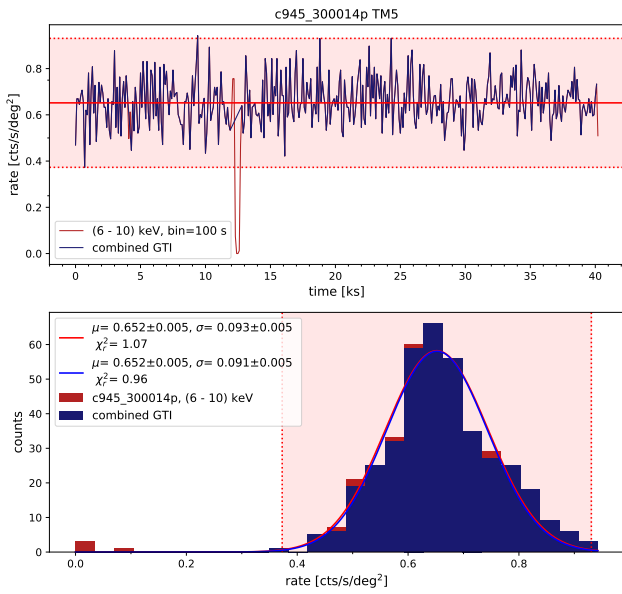 c945_300014p TM5
rate [cts/s/deg²]
0.8
0.6
0.4
0.2
0.0
(6 - 10) keV, bin=100 s
combined GTI
0 5 10 15 20 25 30 35 40
time [ks]
counts
60
50
40
30
20
10
0
μ= 0.652±0.005, σ= 0.093±0.005
χ²ᵣ= 1.07
μ= 0.652±0.005, σ= 0.091±0.005
χ²ᵣ= 0.96
c945_300014p, (6 - 10) keV
combined GTI
0.0 0.2 0.4 0.6 0.8
rate [cts/s/deg²]